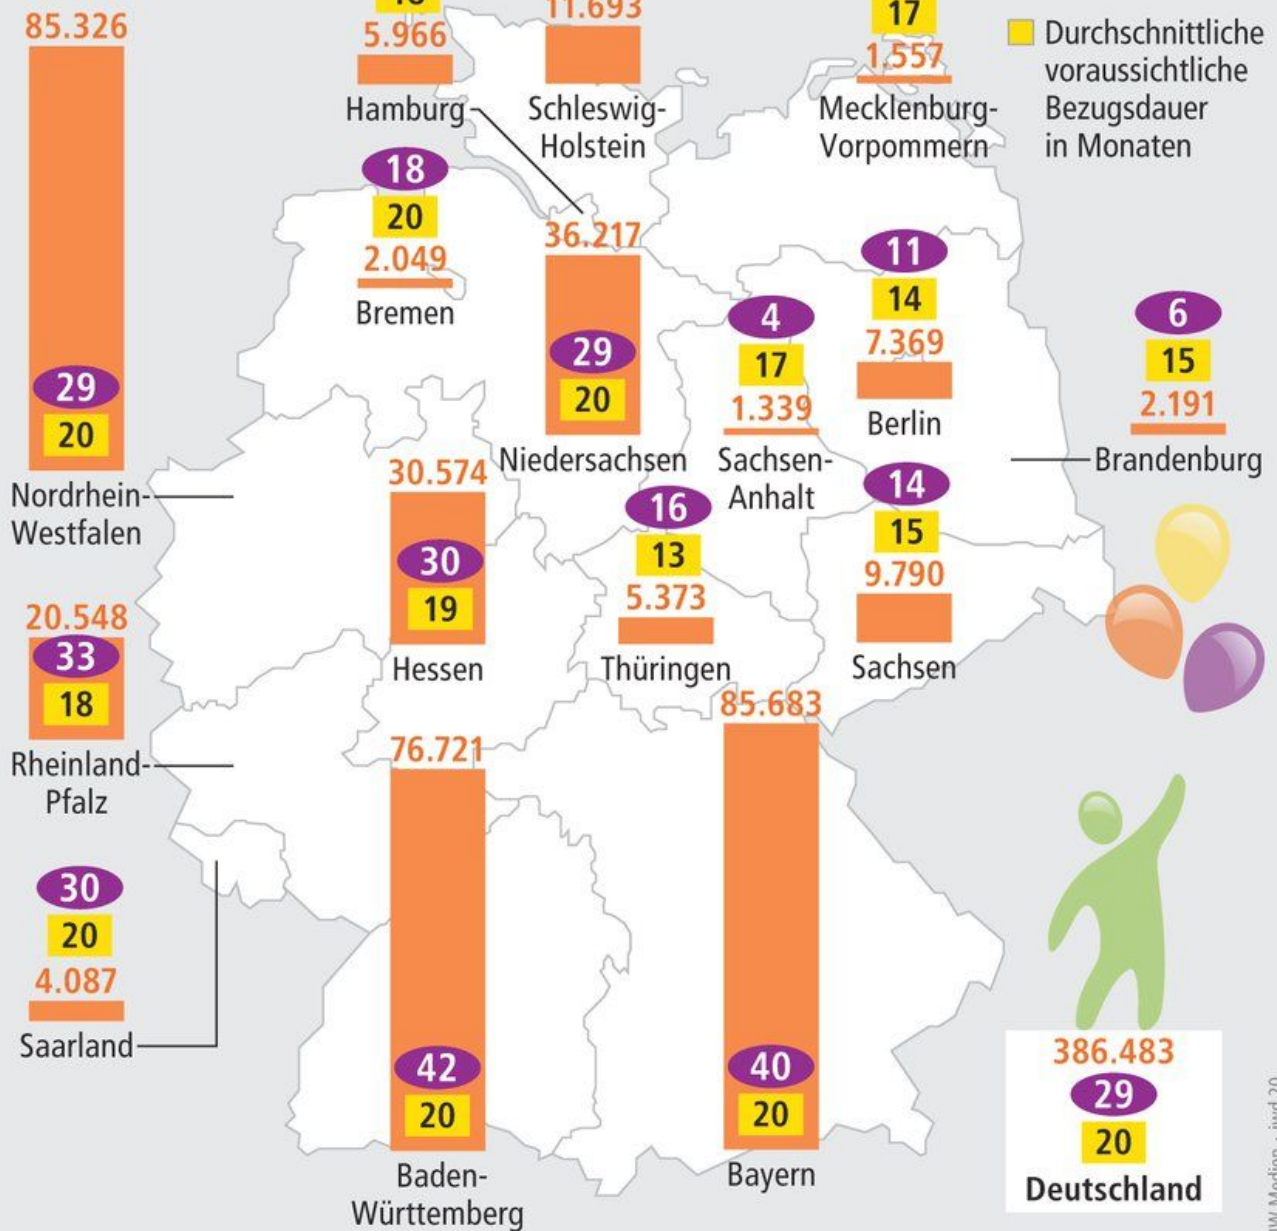 85.326
29
20
Nordrhein-
Westfalen
5.966
Hamburg
11.693
Schleswig-
Holstein
17
1.557
Mecklenburg-
Vorpommern
Durchschnittliche
voraussichtliche
Bezugsdauer
in Monaten
18
20
2.049
Bremen
36.217
29
20
Niedersachsen
4
17
1.339
Sachsen-
Anhalt
11
14
7.369
Berlin
6
15
2.191
Brandenburg
30.574
30
19
Hessen
16
13
5.373
Thüringen
14
15
9.790
Sachsen
20.548
33
18
Rheinland-
Pfalz
30
20
4.087
Saarland
76.721
42
20
Baden-
Württemberg
85.683
40
20
Bayern
386.483
29
20
Deutschland